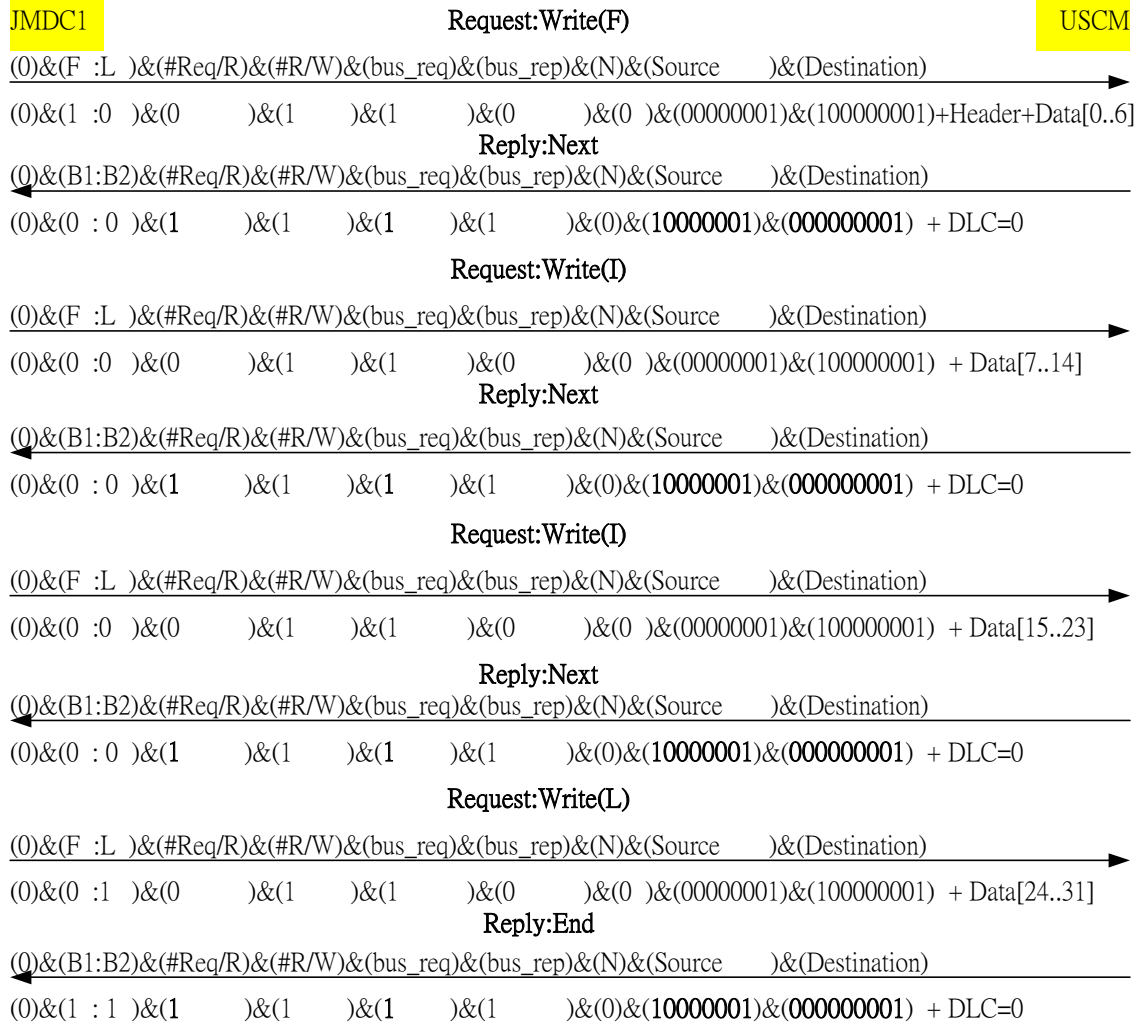 JMDC1 Request:Write(F) USCM
(0)&(F :L )&(#Req/R)&(#R/W)&(bus_req)&(bus_rep)&(N)&(Source )&(Destination)
(0)&(1 :0 )&(0 )&(1 )&(1 )&(0 )&(0 )&(00000001)&(100000001)+Header+Data[0..6]
Reply:Next
(0)&(B1:B2)&(#Req/R)&(#R/W)&(bus_req)&(bus_rep)&(N)&(Source )&(Destination)
(0)&(0 : 0 )&(1 )&(1 )&(1 )&(1 )&(0)&(10000001)&(000000001) + DLC=0
Request:Write(I)
(0)&(F :L )&(#Req/R)&(#R/W)&(bus_req)&(bus_rep)&(N)&(Source )&(Destination)
(0)&(0 :0 )&(0 )&(1 )&(1 )&(0 )&(0 )&(00000001)&(100000001) + Data[7..14]
Reply:Next
(0)&(B1:B2)&(#Req/R)&(#R/W)&(bus_req)&(bus_rep)&(N)&(Source )&(Destination)
(0)&(0 : 0 )&(1 )&(1 )&(1 )&(1 )&(0)&(10000001)&(000000001) + DLC=0
Request:Write(I)
(0)&(F :L )&(#Req/R)&(#R/W)&(bus_req)&(bus_rep)&(N)&(Source )&(Destination)
(0)&(0 :0 )&(0 )&(1 )&(1 )&(0 )&(0 )&(00000001)&(100000001) + Data[15..23]
Reply:Next
(0)&(B1:B2)&(#Req/R)&(#R/W)&(bus_req)&(bus_rep)&(N)&(Source )&(Destination)
(0)&(0 : 0 )&(1 )&(1 )&(1 )&(1 )&(0)&(10000001)&(000000001) + DLC=0
Request:Write(L)
(0)&(F :L )&(#Req/R)&(#R/W)&(bus_req)&(bus_rep)&(N)&(Source )&(Destination)
(0)&(0 :1 )&(0 )&(1 )&(1 )&(0 )&(0 )&(00000001)&(100000001) + Data[24..31]
Reply:End
(0)&(B1:B2)&(#Req/R)&(#R/W)&(bus_req)&(bus_rep)&(N)&(Source )&(Destination)
(0)&(1 : 1 )&(1 )&(1 )&(1 )&(1 )&(0)&(10000001)&(000000001) + DLC=0